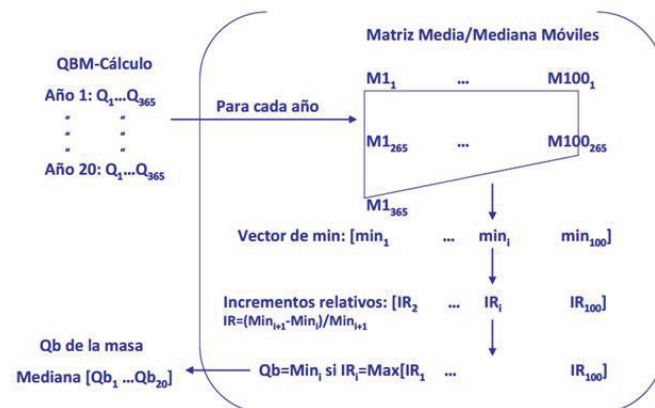 Matriz Media/Mediana Móviles
QBM-Cálculo
Año 1: Q₁...Q₃₆₅
“ “
“ “
“ “
Año 20: Q₁...Q₃₆₅
Para cada año
M1₁ ... M100₁
M1₂₆₅ ... M100₂₆₅
M1₃₆₅
Vector de min: [min₁ ... minᵢ min₁₀₀]
Incrementos relativos: [IR₂ ... IRᵢ IR₁₀₀]
IR=(Minᵢ₊₁-Minᵢ)/Minᵢ₊₁
Qb=Minᵢ si IRᵢ=Max[IR₁ ... IR₁₀₀]
Qb de la masa
Mediana [Qb₁ ...Qb₂₀]